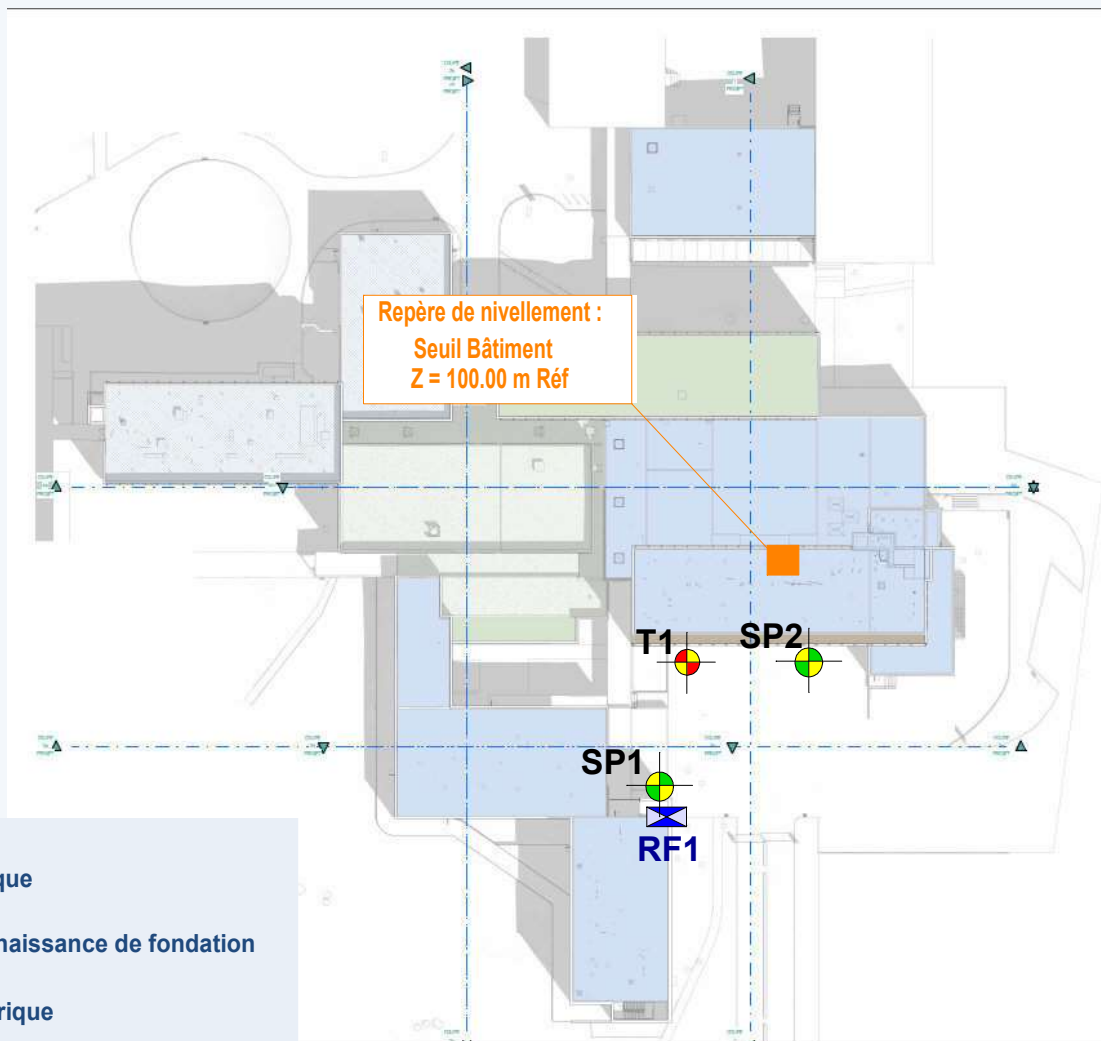 Repère de nivellement :
Seuil Bâtiment
Z = 100.00 m Réf
T1
SP2
SP1
RF1
que
naissance de fondation
rique